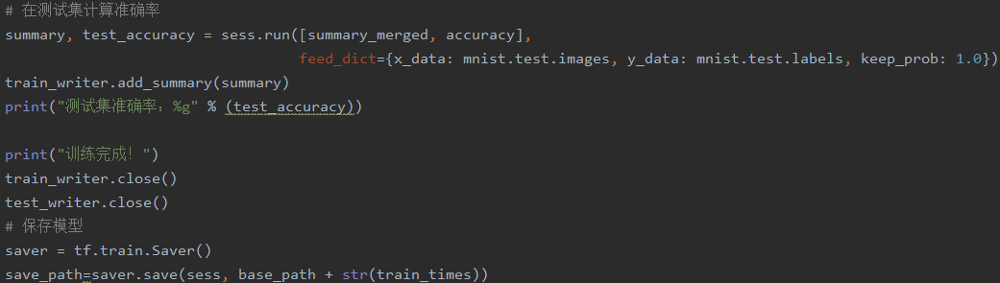 # 在测试集计算准确率
summary, test_accuracy = sess.run([summary_merged, accuracy],
feed_dict={x_data: mnist.test.images, y_data: mnist.test.labels, keep_prob: 1.0})
train_writer.add_summary(summary)
print("测试集准确率：%g" % (test_accuracy))
print("训练完成！")
train_writer.close()
test_writer.close()
# 保存模型
saver = tf.train.Saver()
save_path=saver.save(sess, base_path + str(train_times))